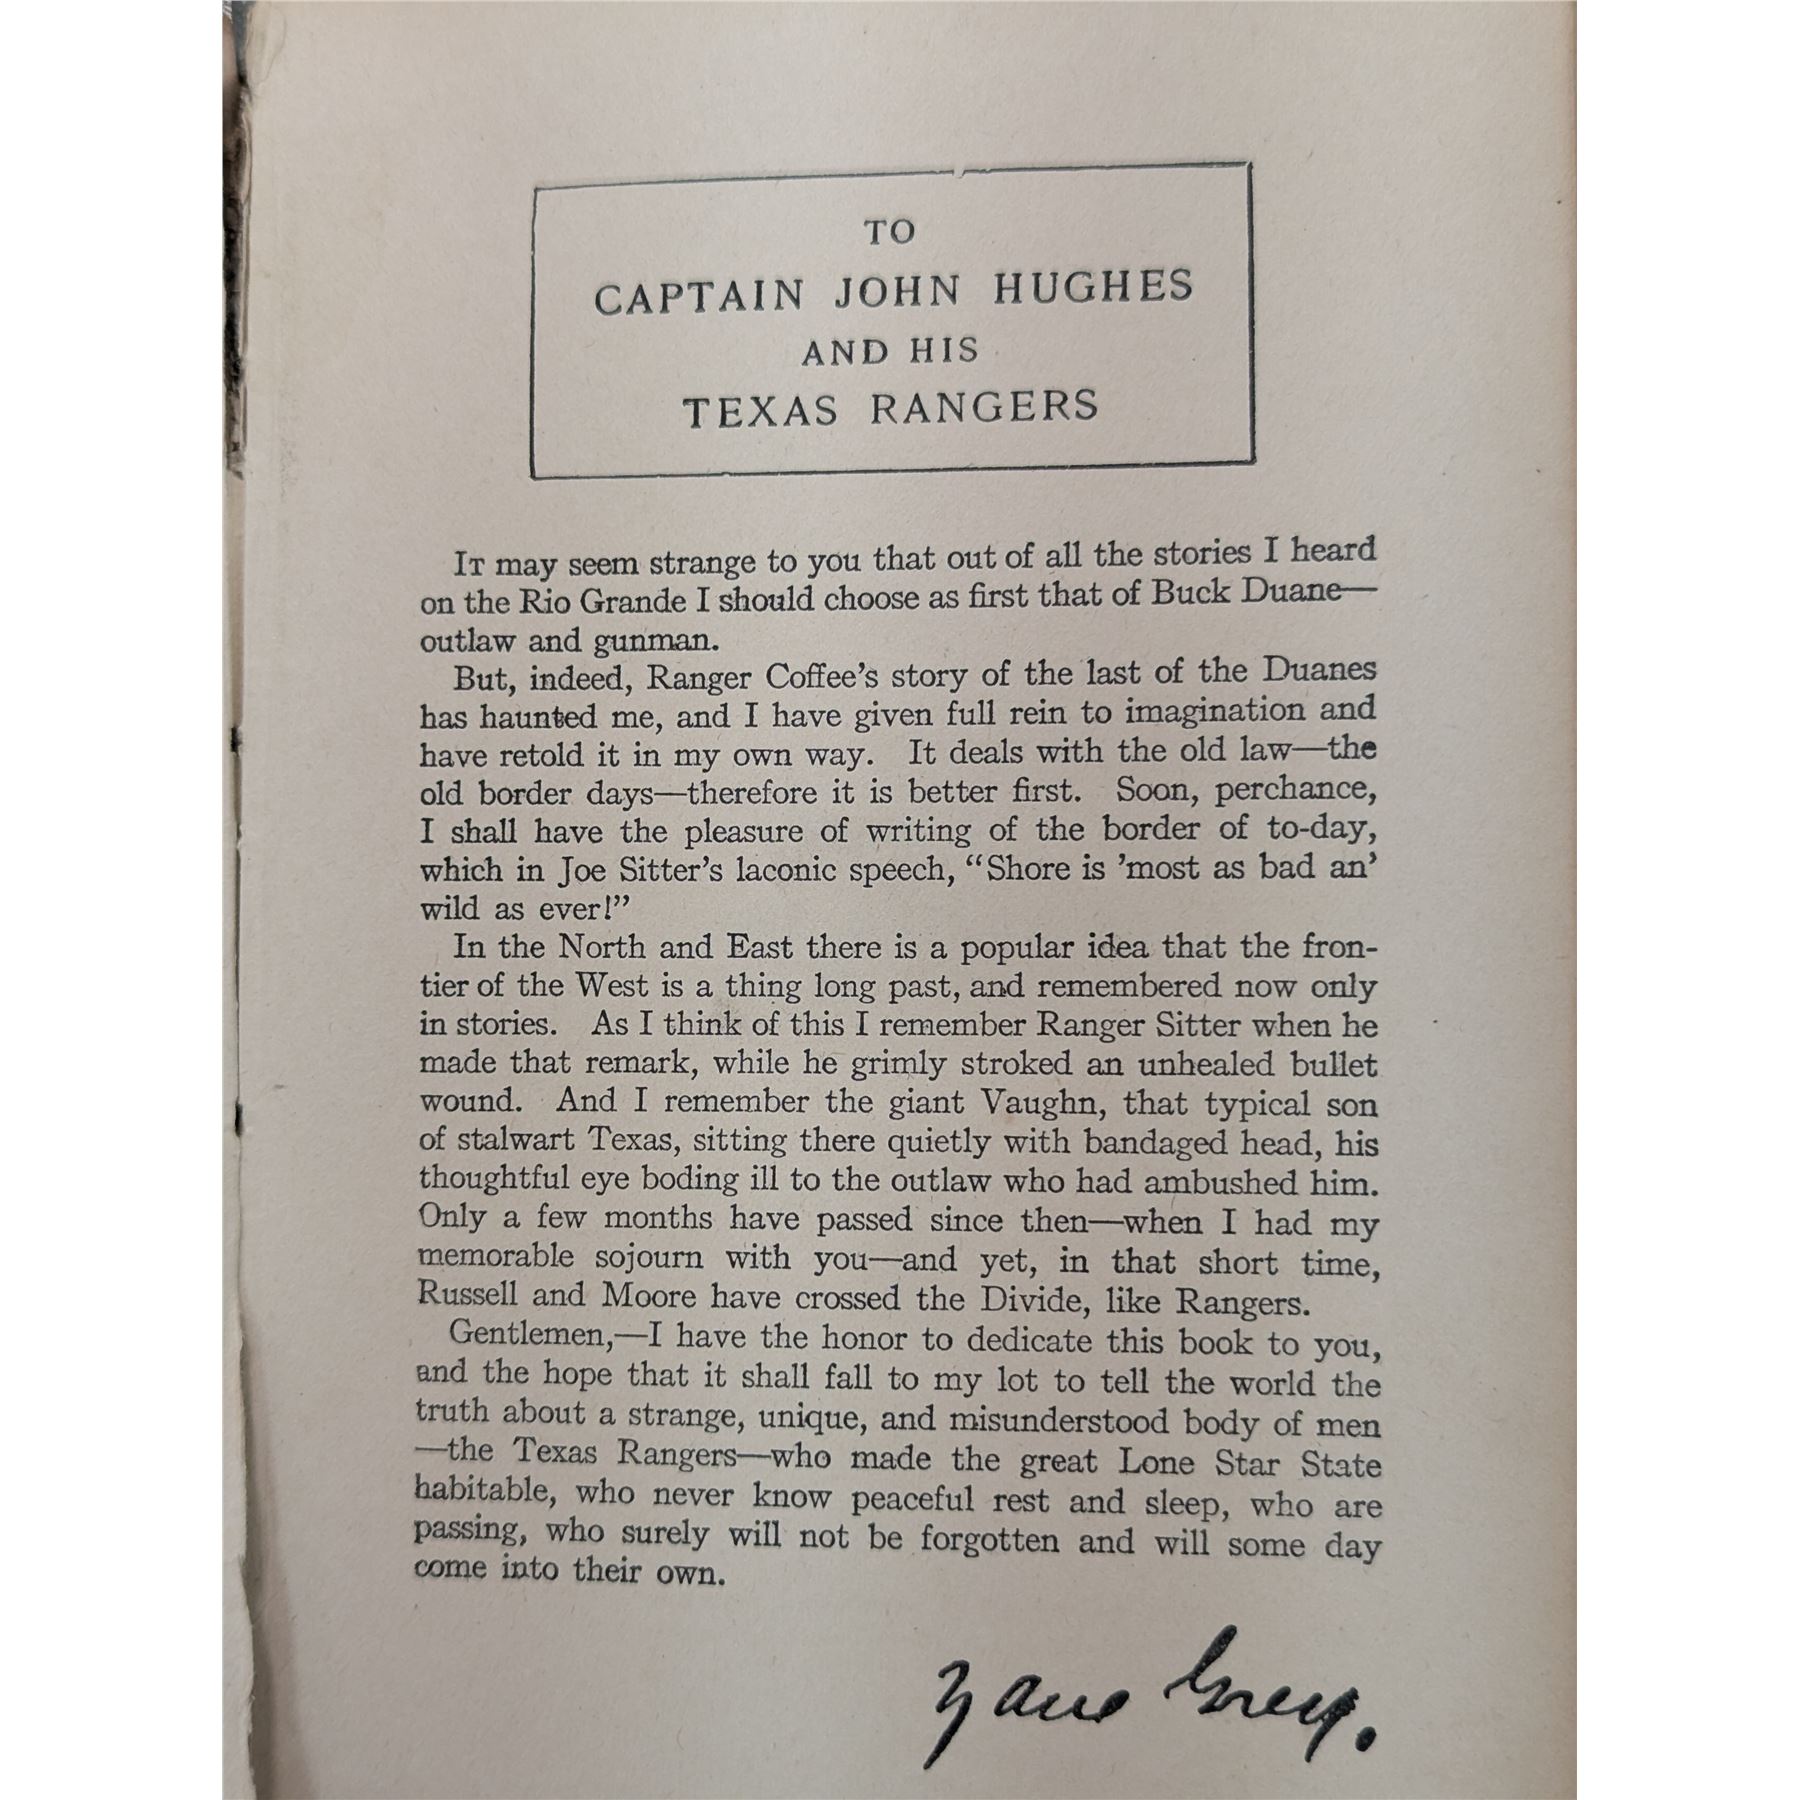 TO
CAPTAIN JOHN HUGHES
AND HIS
TEXAS RANGERS
It may seem strange to you that out of all the stories I heard
on the Rio Grande I should choose as first that of Buck Duane—
outlaw and gunman.
But, indeed, Ranger Coffee's story of the last of the Duanes
has haunted me, and I have given full rein to imagination and
have retold it in my own way. It deals with the old law—the
old border days—therefore it is better first. Soon, perchance,
I shall have the pleasure of writing of the border of to-day,
which in Joe Sitter's laconic speech, “Shore is ’most as bad an’
wild as ever!”
In the North and East there is a popular idea that the fron-
tier of the West is a thing long past, and remembered now only
in stories. As I think of this I remember Ranger Sitter when he
made that remark, while he grimly stroked an unhealed bullet
wound. And I remember the giant Vaughn, that typical son
of stalwart Texas, sitting there quietly with bandaged head, his
thoughtful eye boding ill to the outlaw who had ambushed him.
Only a few months have passed since then—when I had my
memorable sojourn with you—and yet, in that short time,
Russell and Moore have crossed the Divide, like Rangers.
Gentlemen,—I have the honor to dedicate this book to you,
and the hope that it shall fall to my lot to tell the world the
truth about a strange, unique, and misunderstood body of men
—the Texas Rangers—who made the great Lone Star State
habitable, who never know peaceful rest and sleep, who are
passing, who surely will not be forgotten and will some day
come into their own.
Zane Grey.